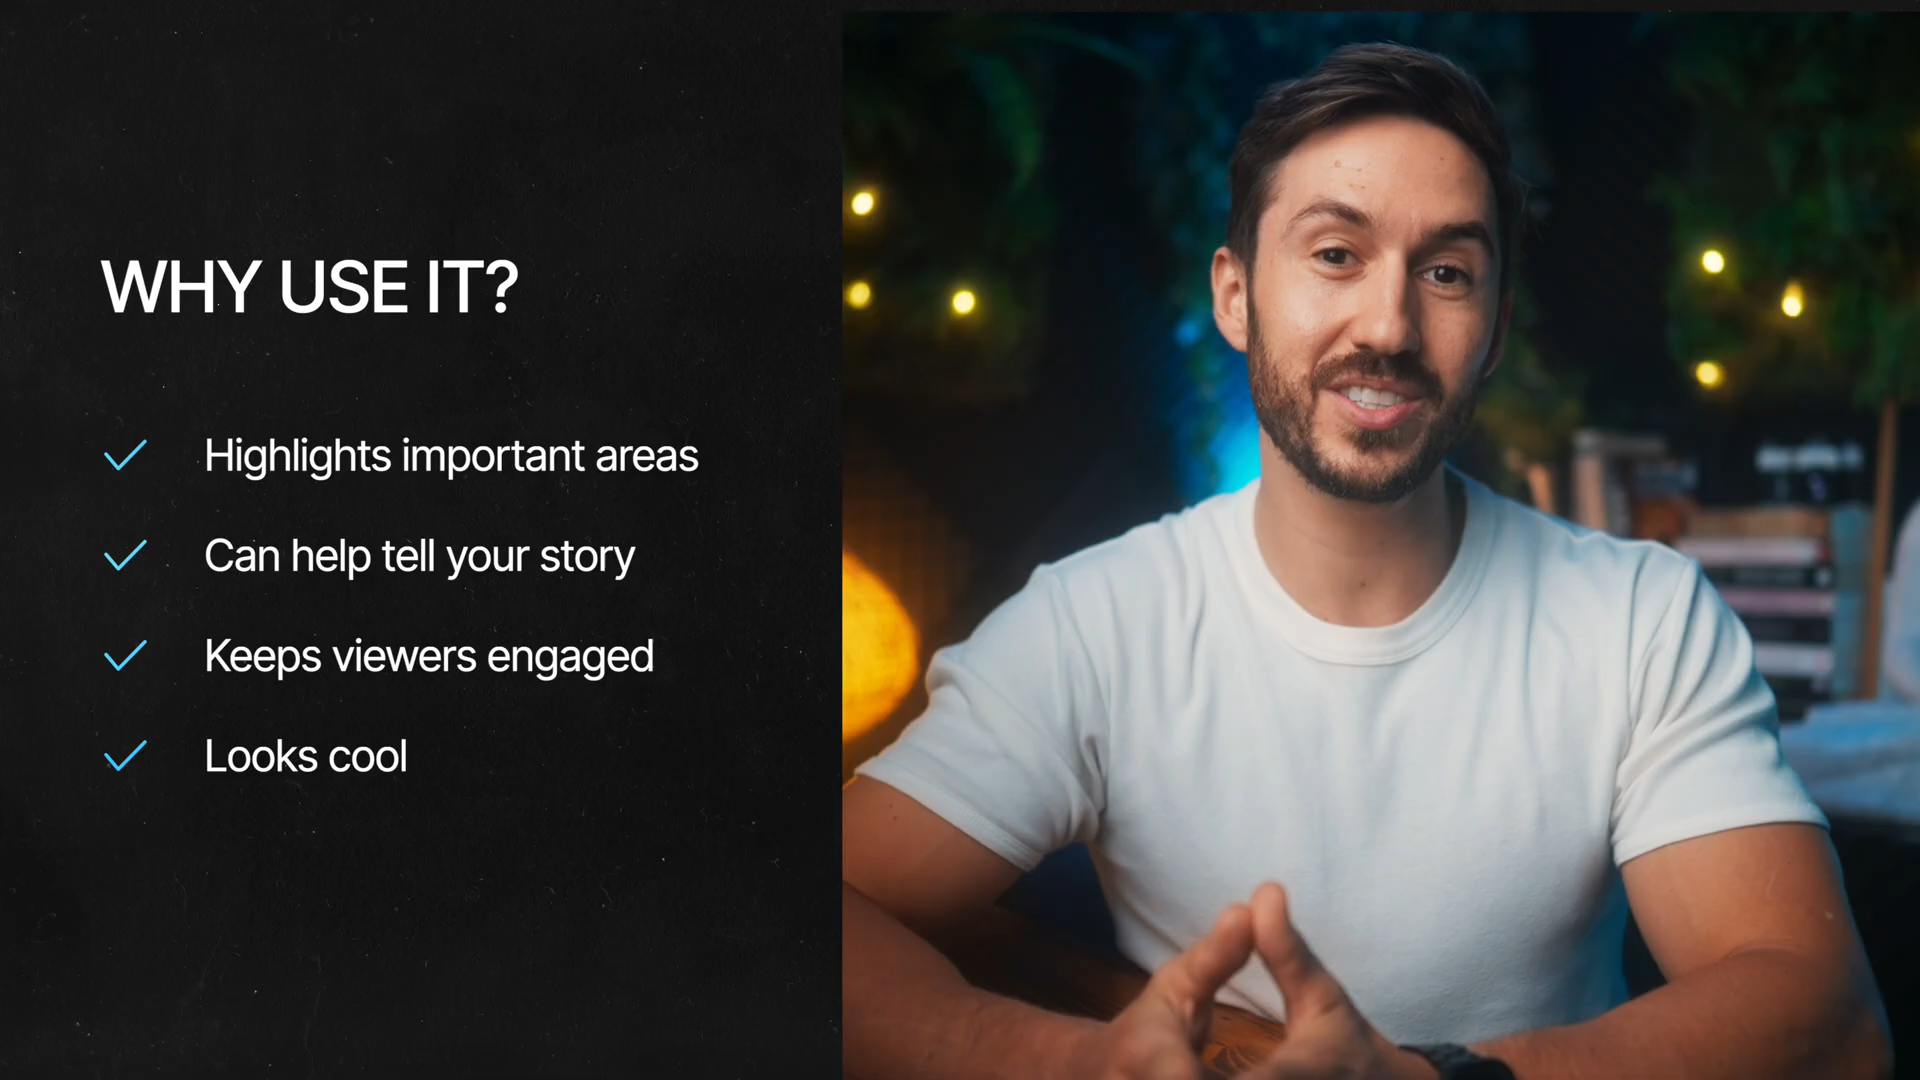 WHY USE IT?
Highlights important areas
Can help tell your story
Keeps viewers engaged
Looks cool